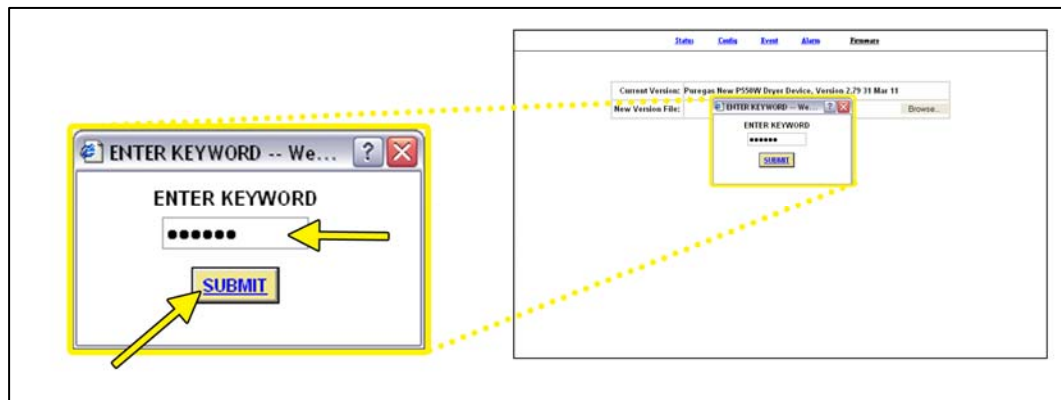 ENTER KEYWORD -- We...
ENTER KEYWORD
••••••
SUBMIT
Status Config Event Alarm Firmware
Current Version: Puregas New P550W Dryer Device, Version 2.79 31 Mar 11
New Version File: Browse...
ENTER KEYWORD -- We...
ENTER KEYWORD
••••••
SUBMIT